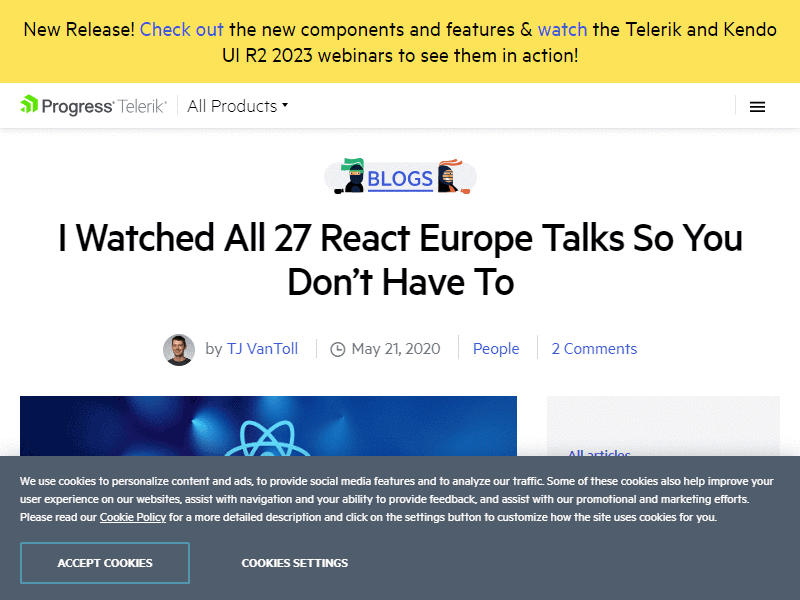 New Release! Check out the new components and features & watch the Telerik and Kendo
UI R2 2023 webinars to see them in action!
Progress Telerik
All Products
BLOGS
I Watched All 27 React Europe Talks So You
Don’t Have To
by TJ VanToll
May 21, 2020
People
2 Comments
All articles
We use cookies to personalize content and ads, to provide social media features and to analyze our traffic. Some of these cookies also help improve your
user experience on our websites, assist with navigation and your ability to provide feedback, and assist with our promotional and marketing efforts.
Please read our Cookie Policy for a more detailed description and click on the settings button to customize how the site uses cookies for you.
ACCEPT COOKIES
COOKIES SETTINGS